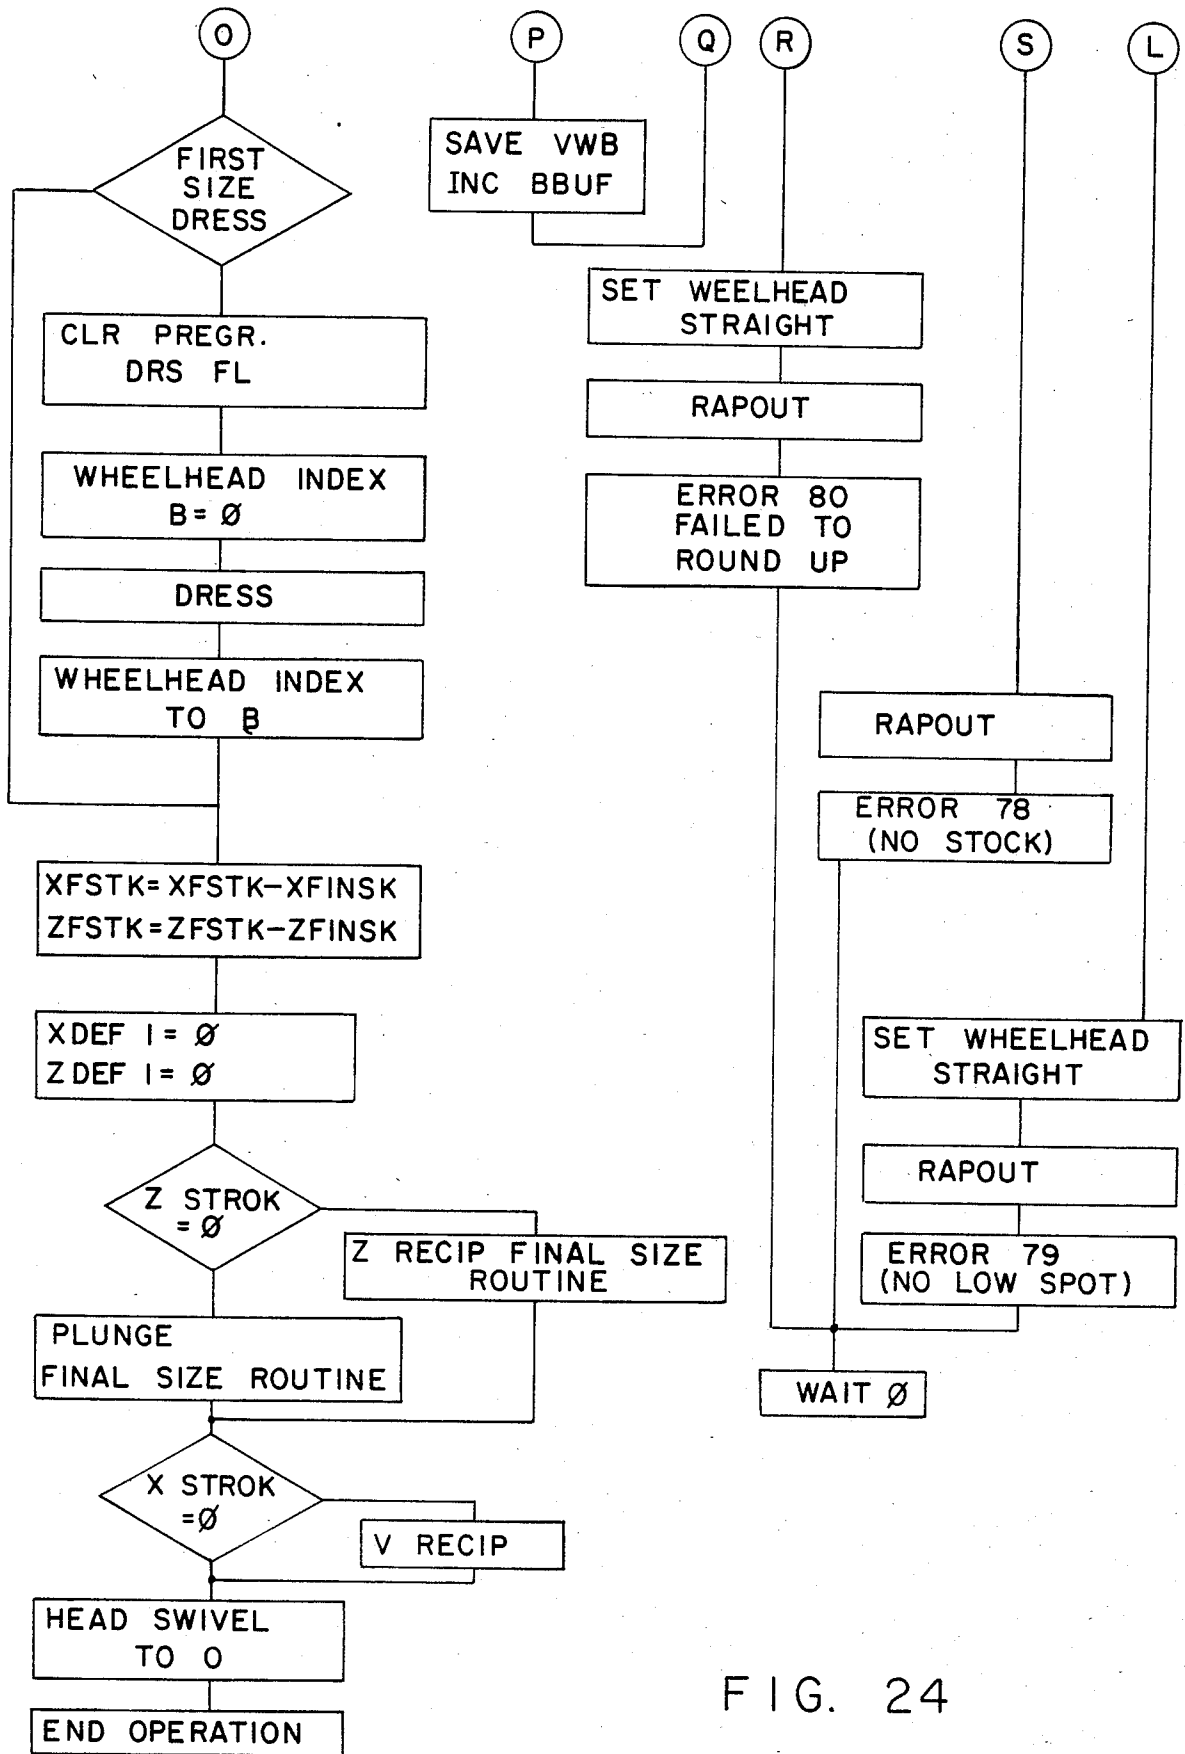 O
P
Q
R
S
L
FIRST
SIZE
DRESS
CLR PREGR.
DRS FL
WHEELHEAD INDEX
B=Ø
DRESS
WHEELHEAD INDEX
TO B
XFSTK=XFSTK-XFINSK
ZFSTK=ZFSTK-ZFINSK
XDEF I=Ø
ZDEF I=Ø
Z STROK
=Ø
Z RECIP FINAL SIZE
ROUTINE
PLUNGE
FINAL SIZE ROUTINE
X STROK
=Ø
V RECIP
HEAD SWIVEL
TO O
END OPERATION
SAVE VWB
INC BBUF
SET WEELHEAD
STRAIGHT
RAPOUT
ERROR 80
FAILED TO
ROUND UP
RAPOUT
ERROR 78
(NO STOCK)
SET WHEELHEAD
STRAIGHT
RAPOUT
ERROR 79
(NO LOW SPOT)
WAIT Ø
FIG. 24